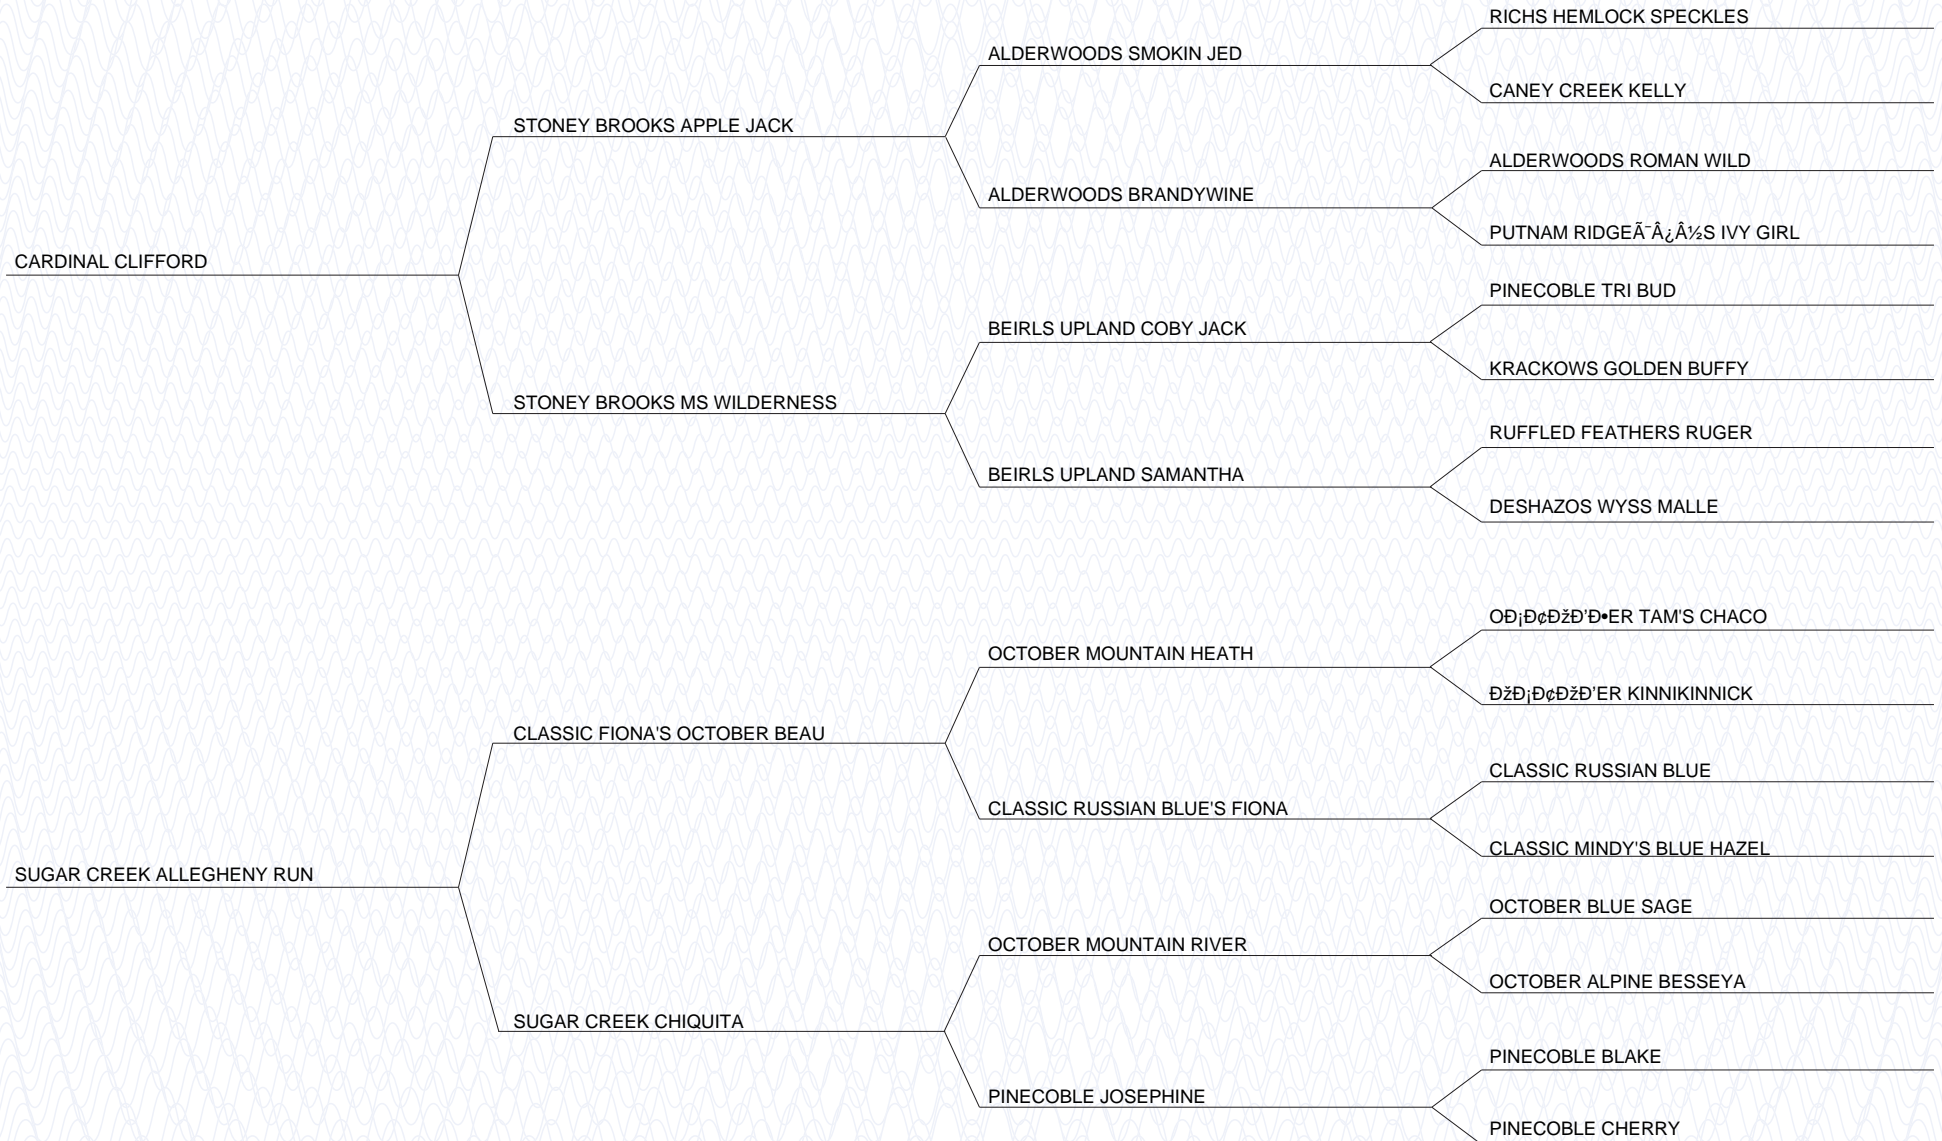 RICHS HEMLOCK SPECKLES
ALDERWOODS SMOKIN JED
CANEY CREEK KELLY
STONEY BROOKS APPLE JACK
ALDERWOODS ROMAN WILD
ALDERWOODS BRANDYWINE
PUTNAM RIDGEÃ¯Â¿Â½S IVY GIRL
CARDINAL CLIFFORD
PINECOBLE TRI BUD
BEIRLS UPLAND COBY JACK
KRACKOWS GOLDEN BUFFY
STONEY BROOKS MS WILDERNESS
RUFFLED FEATHERS RUGER
BEIRLS UPLAND SAMANTHA
DESHAZOS WYSS MALLE
OÐ¡Ð¢ÐžÐ’Ð•ER TAM'S CHACO
OCTOBER MOUNTAIN HEATH
ÐžÐ¡Ð¢ÐžÐ’ER KINNIKINNICK
CLASSIC FIONA'S OCTOBER BEAU
CLASSIC RUSSIAN BLUE
CLASSIC RUSSIAN BLUE'S FIONA
CLASSIC MINDY'S BLUE HAZEL
SUGAR CREEK ALLEGHENY RUN
OCTOBER BLUE SAGE
OCTOBER MOUNTAIN RIVER
OCTOBER ALPINE BESSEYA
SUGAR CREEK CHIQUITA
PINECOBLE BLAKE
PINECOBLE JOSEPHINE
PINECOBLE CHERRY